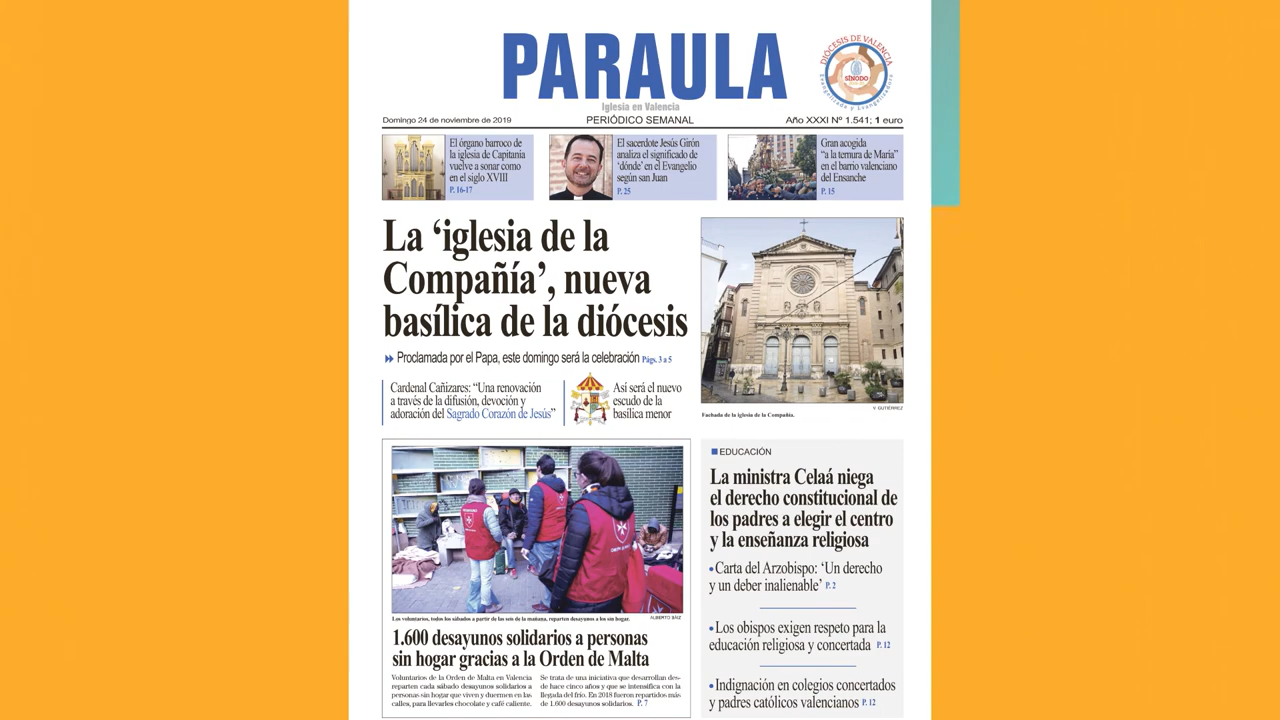 PARAULA
Iglesia en Valencia
DIÓCESIS DE VALENCIA
SÍNODO
Evangelizada y Evangelizadora
Domingo 24 de noviembre de 2019
PERIÓDICO SEMANAL
Año XXXI Nº 1.541; 1 euro
El órgano barroco de
la iglesia de Capitanía
vuelve a sonar como
en el siglo XVIII
P. 16-17
El sacerdote Jesús Girón
analiza el significado de
‘dónde’ en el Evangelio
según san Juan
P. 25
Gran acogida
“a la ternura de María”
en el barrio valenciano
del Ensanche
P. 15
La ‘iglesia de la
Compañía’, nueva
basílica de la diócesis
Proclamada por el Papa, este domingo será la celebración Págs. 3 a 5
Cardenal Cañizares: “Una renovación
a través de la difusión, devoción y
adoración del Sagrado Corazón de Jesús”
Así será el nuevo
escudo de la
basílica menor
V. GUTIÉRREZ
Fachada de la iglesia de la Compañía.
Los voluntarios, todos los sábados a partir de las seis de la mañana, reparten desayunos a los sin hogar.
ALBERTO SÁIZ
1.600 desayunos solidarios a personas
sin hogar gracias a la Orden de Malta
Voluntarios de la Orden de Malta en Valencia
reparten cada sábado desayunos solidarios a
personas sin hogar que viven y duermen en las
calles, para llevarles chocolate y café caliente.
Se trata de una iniciativa que desarrollan des-
de hace cinco años y que se intensifica con la
llegada del frío. En 2018 fueron repartidos más
de 1.600 desayunos solidarios. P. 7
EDUCACIÓN
La ministra Celaá niega
el derecho constitucional de
los padres a elegir el centro
y la enseñanza religiosa
•Carta del Arzobispo: ‘Un derecho
y un deber inalienable’ P. 2
•Los obispos exigen respeto para la
educación religiosa y concertada P. 12
•Indignación en colegios concertados
y padres católicos valencianos P. 12